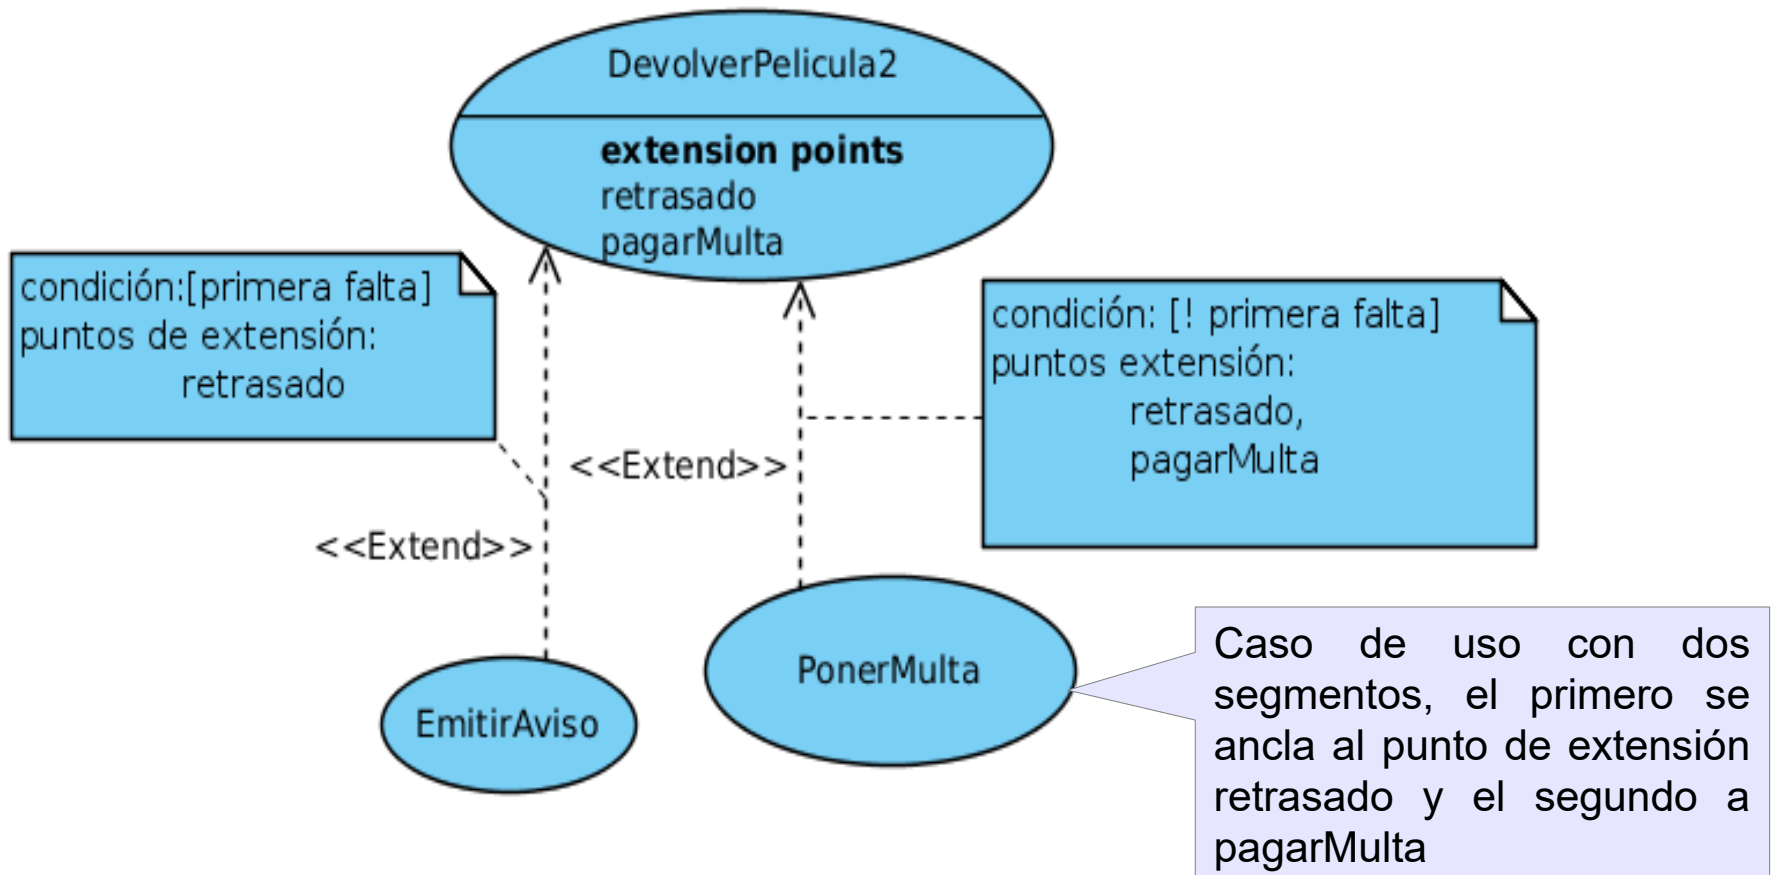 DevolverPelicula2
extension points
retrasado
pagarMulta
condición:[primera falta]
puntos de extensión:
retrasado
condición: [! primera falta]
puntos extensión:
retrasado,
pagarMulta
<<Extend>>
<<Extend>>
EmitirAviso
PonerMulta
Caso de uso con dos
segmentos, el primero se
ancla al punto de extensión
retrasado y el segundo a
pagarMulta